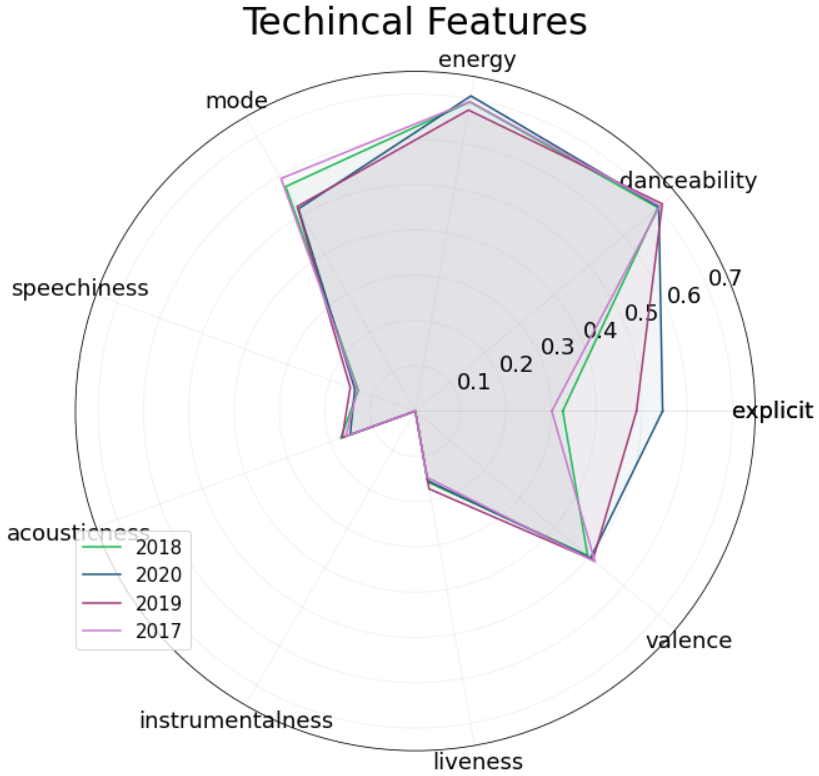 Techincal Features
energy
mode
danceability
speechiness
0.7
0.6
0.5
0.4
0.3
0.2
0.1
explicit
acousticness
2018
2020
2019
2017
valence
instrumentalness
liveness